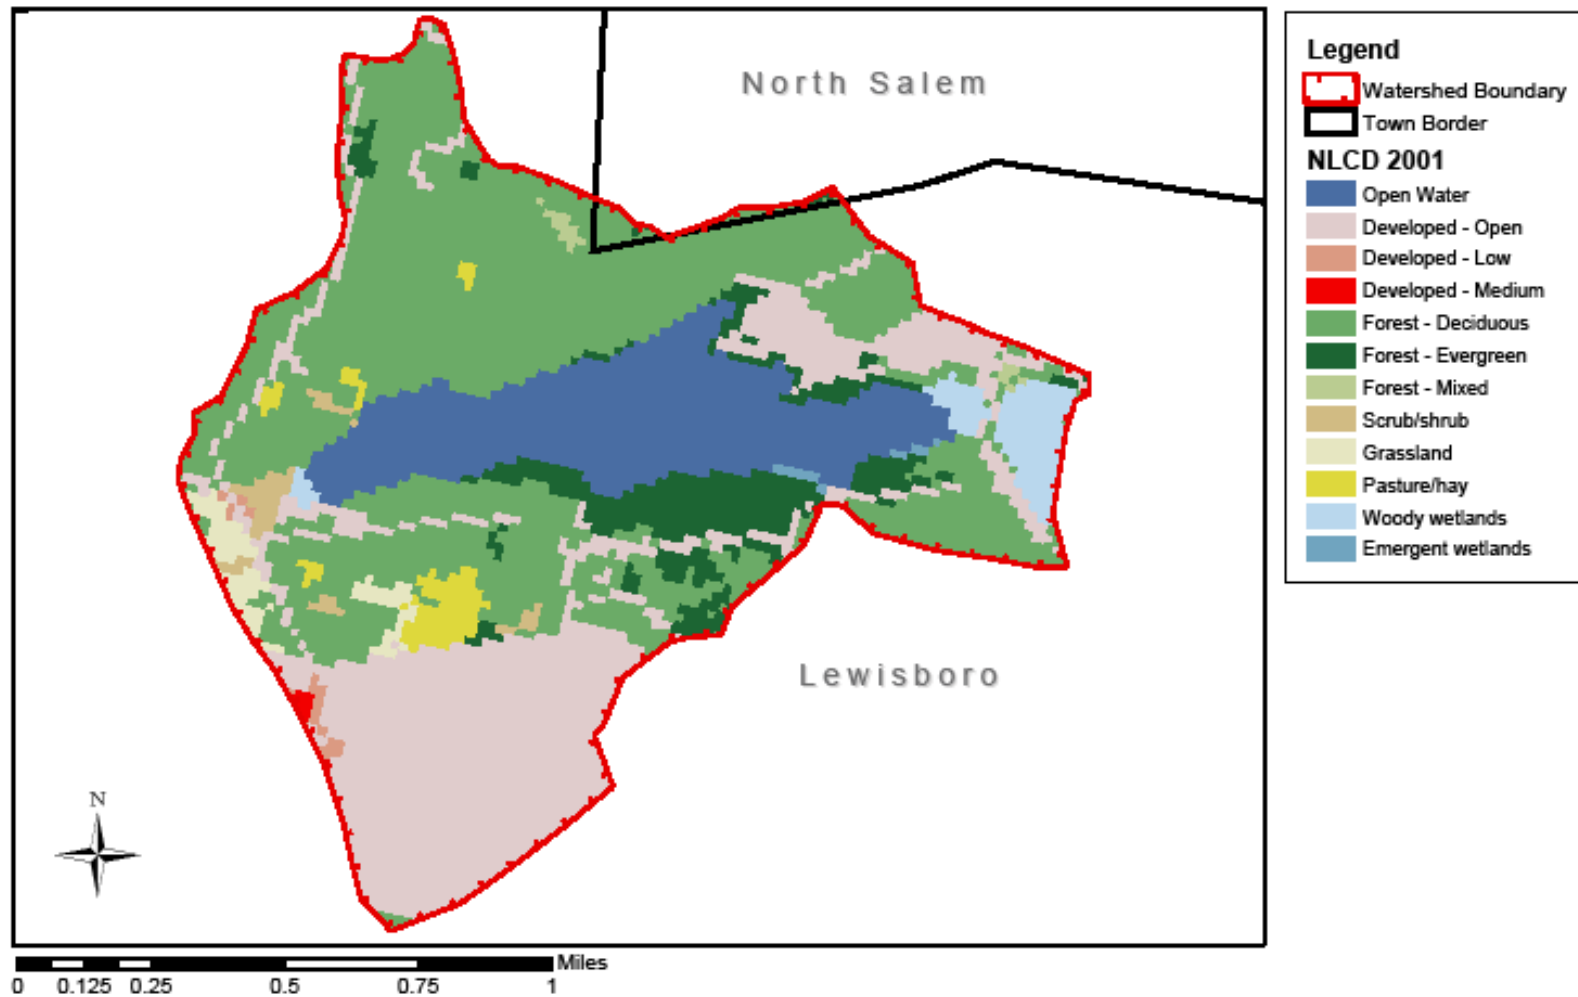 North Salem
Lewisboro
N
Legend
Watershed Boundary
Town Border
NLCD 2001
Open Water
Developed - Open
Developed - Low
Developed - Medium
Forest - Deciduous
Forest - Evergreen
Forest - Mixed
Scrub/shrub
Grassland
Pasture/hay
Woody wetlands
Emergent wetlands
Miles
0 0.125 0.25 0.5 0.75 1